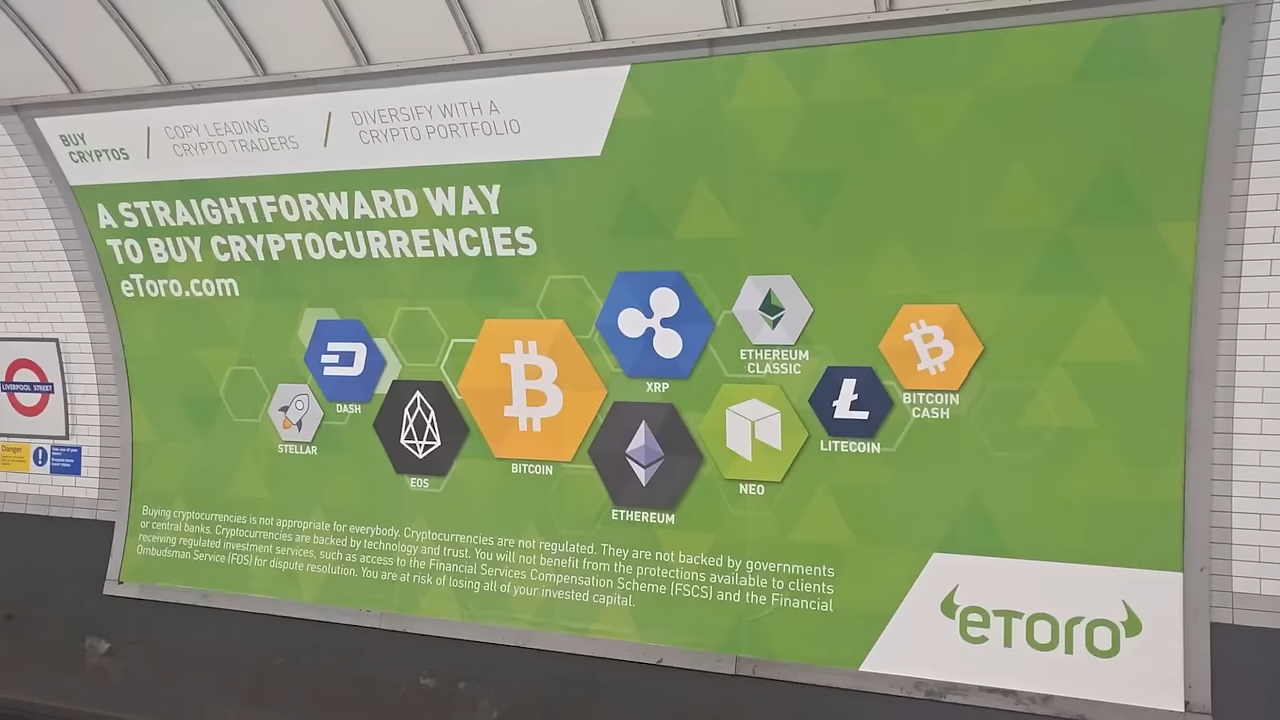 BUY
CRYPTOS
COPY LEADING
CRYPTO TRADERS
DIVERSIFY WITH A
CRYPTO PORTFOLIO
A STRAIGHTFORWARD WAY
TO BUY CRYPTOCURRENCIES
eToro.com
XRP
ETHEREUM
CLASSIC
DASH
BITCOIN
CASH
STELLAR
LITECOIN
EOS
BITCOIN
NEO
ETHEREUM
LIVERPOOL STREET
Danger
Buying cryptocurrencies is not appropriate for everybody. Cryptocurrencies are not regulated. They are not backed by governments
or central banks. Cryptocurrencies are backed by technology and trust. You will not benefit from the protections available to clients
receiving regulated investment services, such as access to the Financial Services Compensation Scheme (FSCS) and the Financial
Ombudsman Service (FOS) for dispute resolution. You are at risk of losing all of your invested capital.
eToro